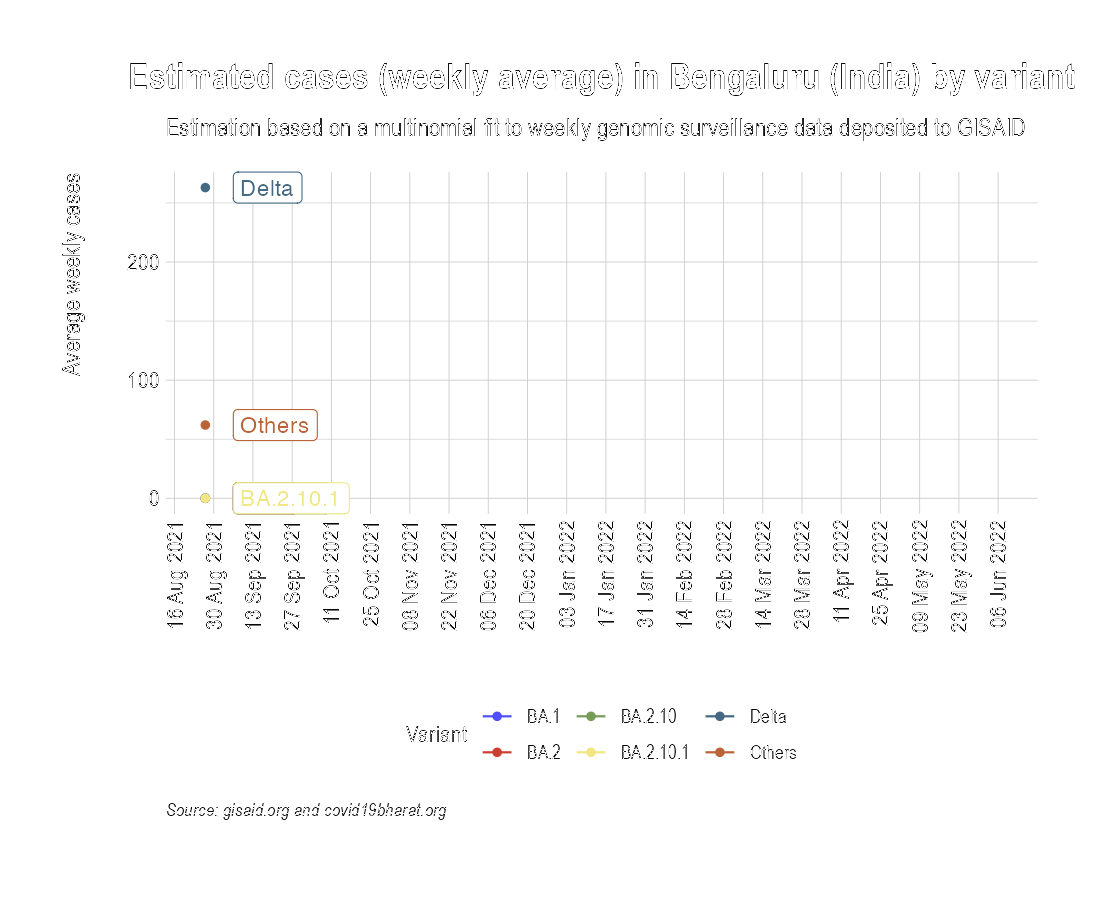 Estimated cases (weekly average) in Bengaluru (India) by variant
Estimation based on a multinomial fit to weekly genomic surveillance data deposited to GISAID
Average weekly cases
200
100
0
Delta
Others
BA.2.10.1
16 Aug 2021
30 Aug 2021
13 Sep 2021
27 Sep 2021
11 Oct 2021
25 Oct 2021
08 Nov 2021
22 Nov 2021
06 Dec 2021
20 Dec 2021
03 Jan 2022
17 Jan 2022
31 Jan 2022
14 Feb 2022
28 Feb 2022
14 Mar 2022
28 Mar 2022
11 Apr 2022
25 Apr 2022
09 May 2022
23 May 2022
06 Jun 2022
Variant
BA.1
BA.2.10
Delta
BA.2
BA.2.10.1
Others
Source: gisaid.org and covid19bharat.org